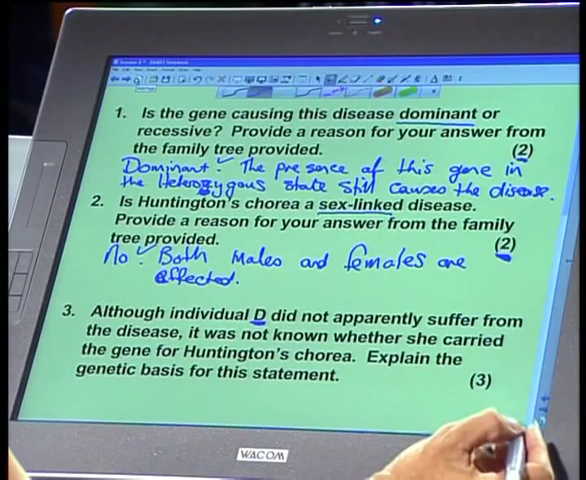 1. Is the gene causing this disease dominant or
recessive? Provide a reason for your answer from
the family tree provided.
(2)
Dominant. The presence of this gene in
the Heterozygous state still causes the disease.
2. Is Huntington's chorea a sex-linked disease.
Provide a reason for your answer from the family
tree provided.
(2)
No. Both Males and females are
affected.
3. Although individual D did not apparently suffer from
the disease, it was not known whether she carried
the gene for Huntington's chorea. Explain the
genetic basis for this statement.
(3)
WACOM